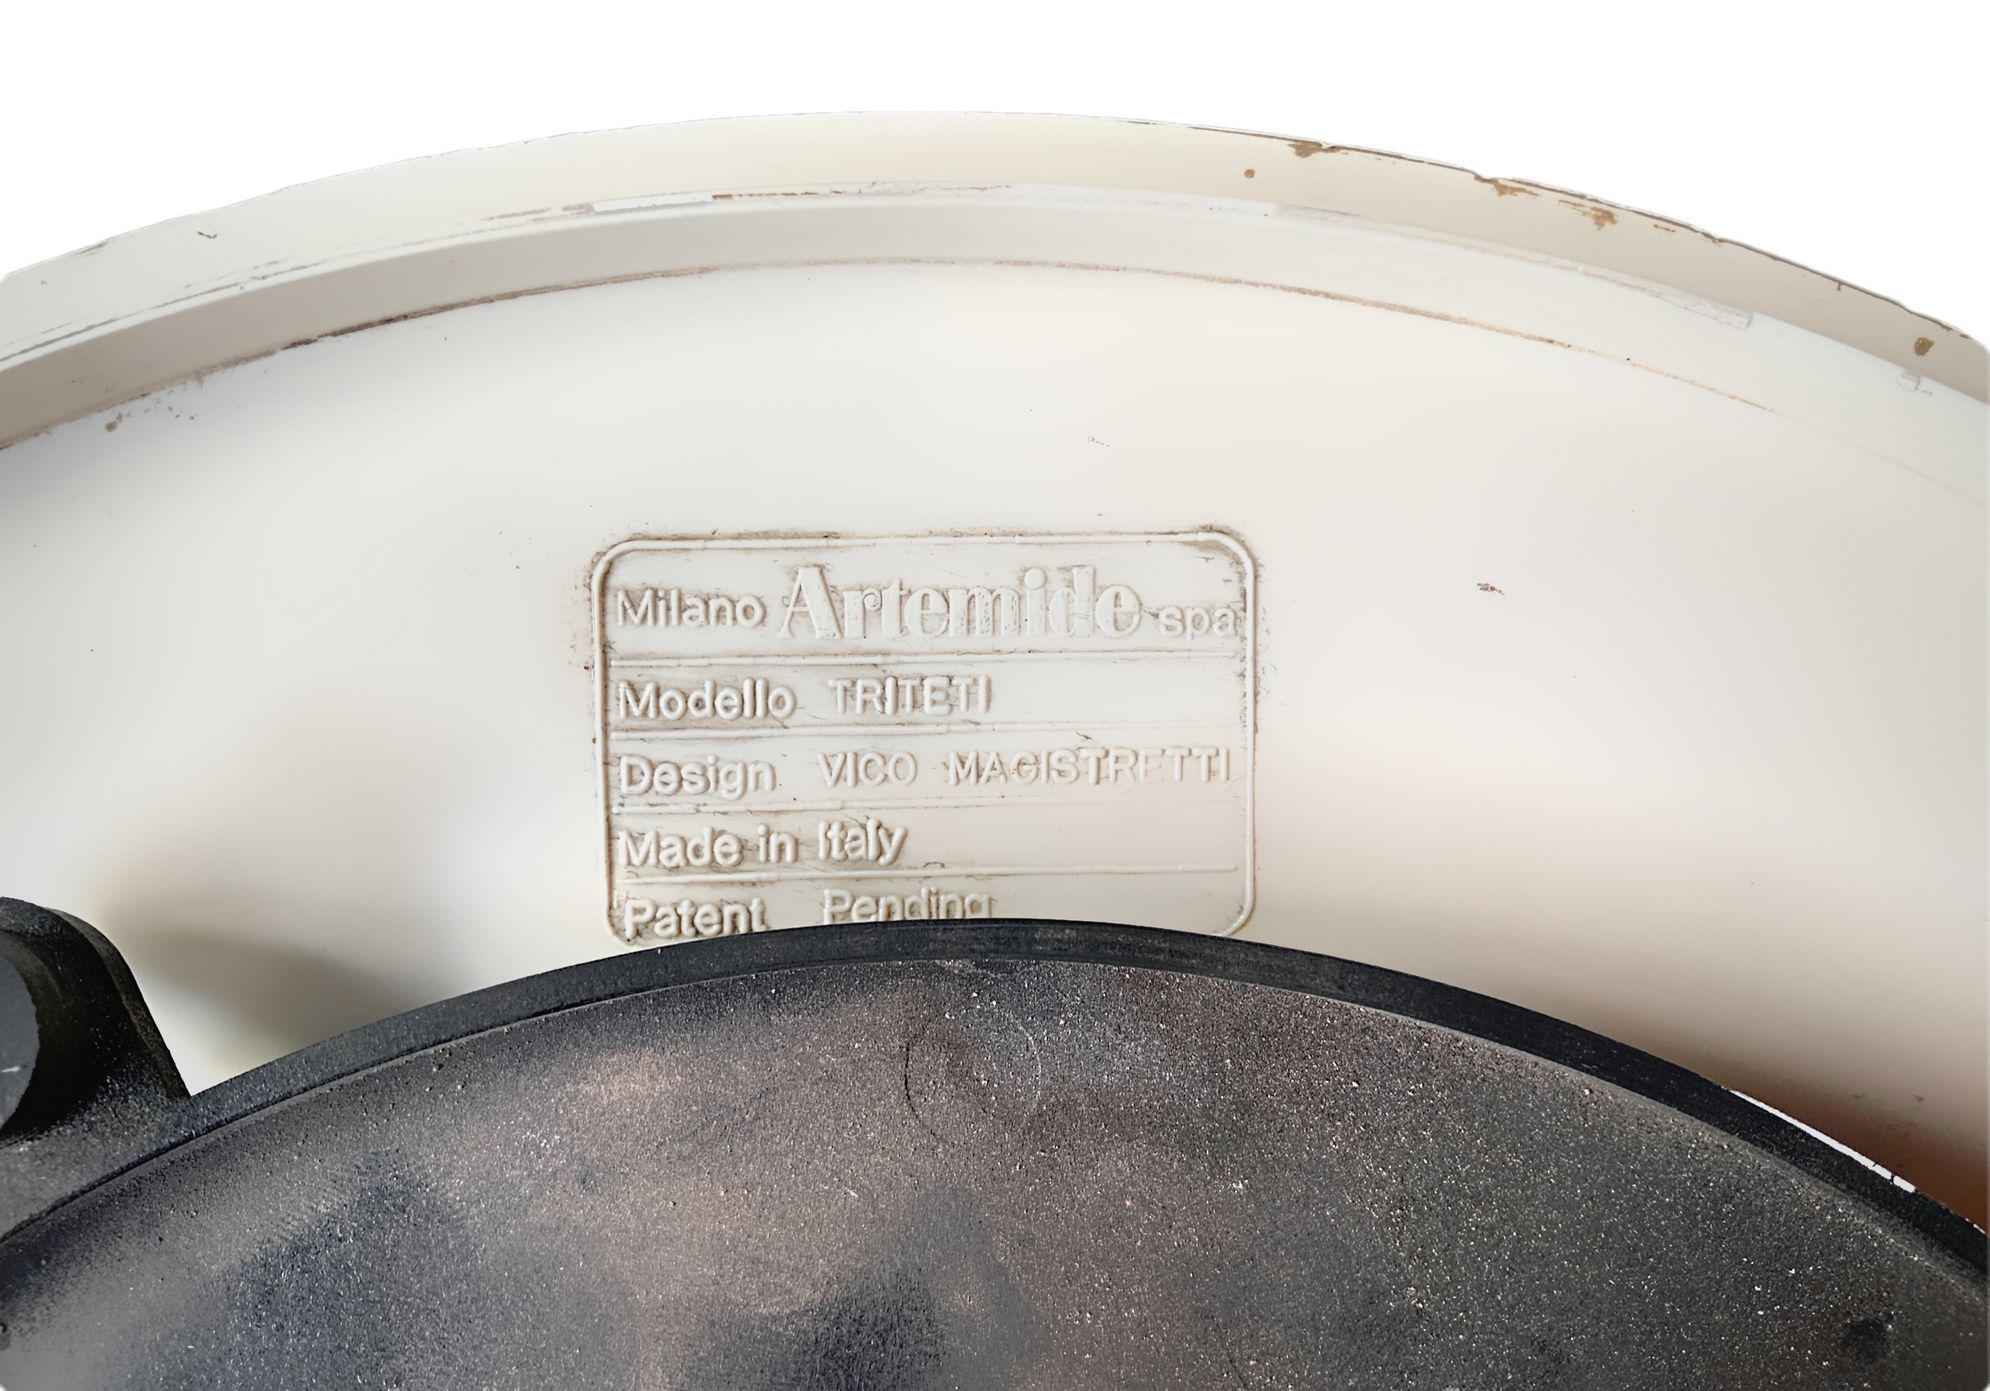 Milano Artemide spa
Modello TRITETI
Design VICO MAGISTRETTI
Made in Italy
Patent Pending